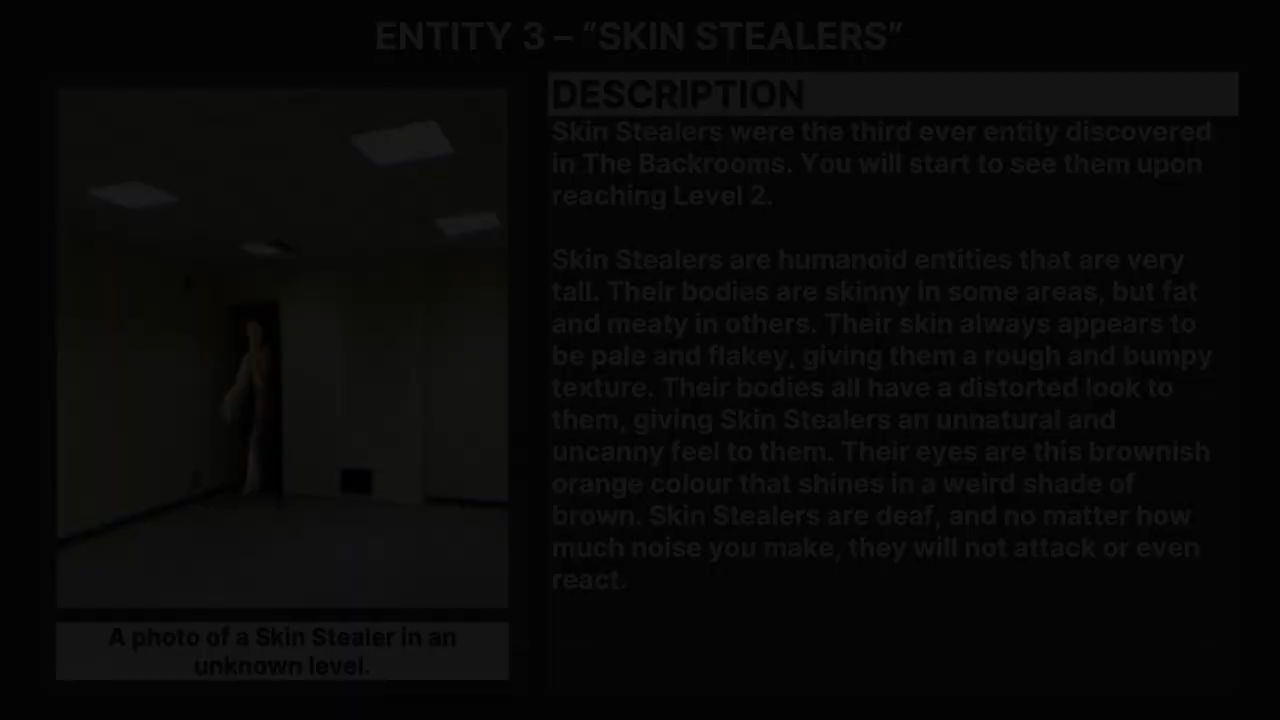 ENTITY 3 – “SKIN STEALERS”
DESCRIPTION
Skin Stealers were the third ever entity discovered
in The Backrooms. You will start to see them upon
reaching Level 2.
Skin Stealers are humanoid entities that are very
tall. Their bodies are skinny in some areas, but fat
and meaty in others. Their skin always appears to
be pale and flakey, giving them a rough and bumpy
texture. Their bodies all have a distorted look to
them, giving Skin Stealers an unnatural and
uncanny feel to them. Their eyes are this brownish
orange colour that shines in a weird shade of
brown. Skin Stealers are deaf, and no matter how
much noise you make, they will not attack or even
react.
A photo of a Skin Stealer in an
unknown level.